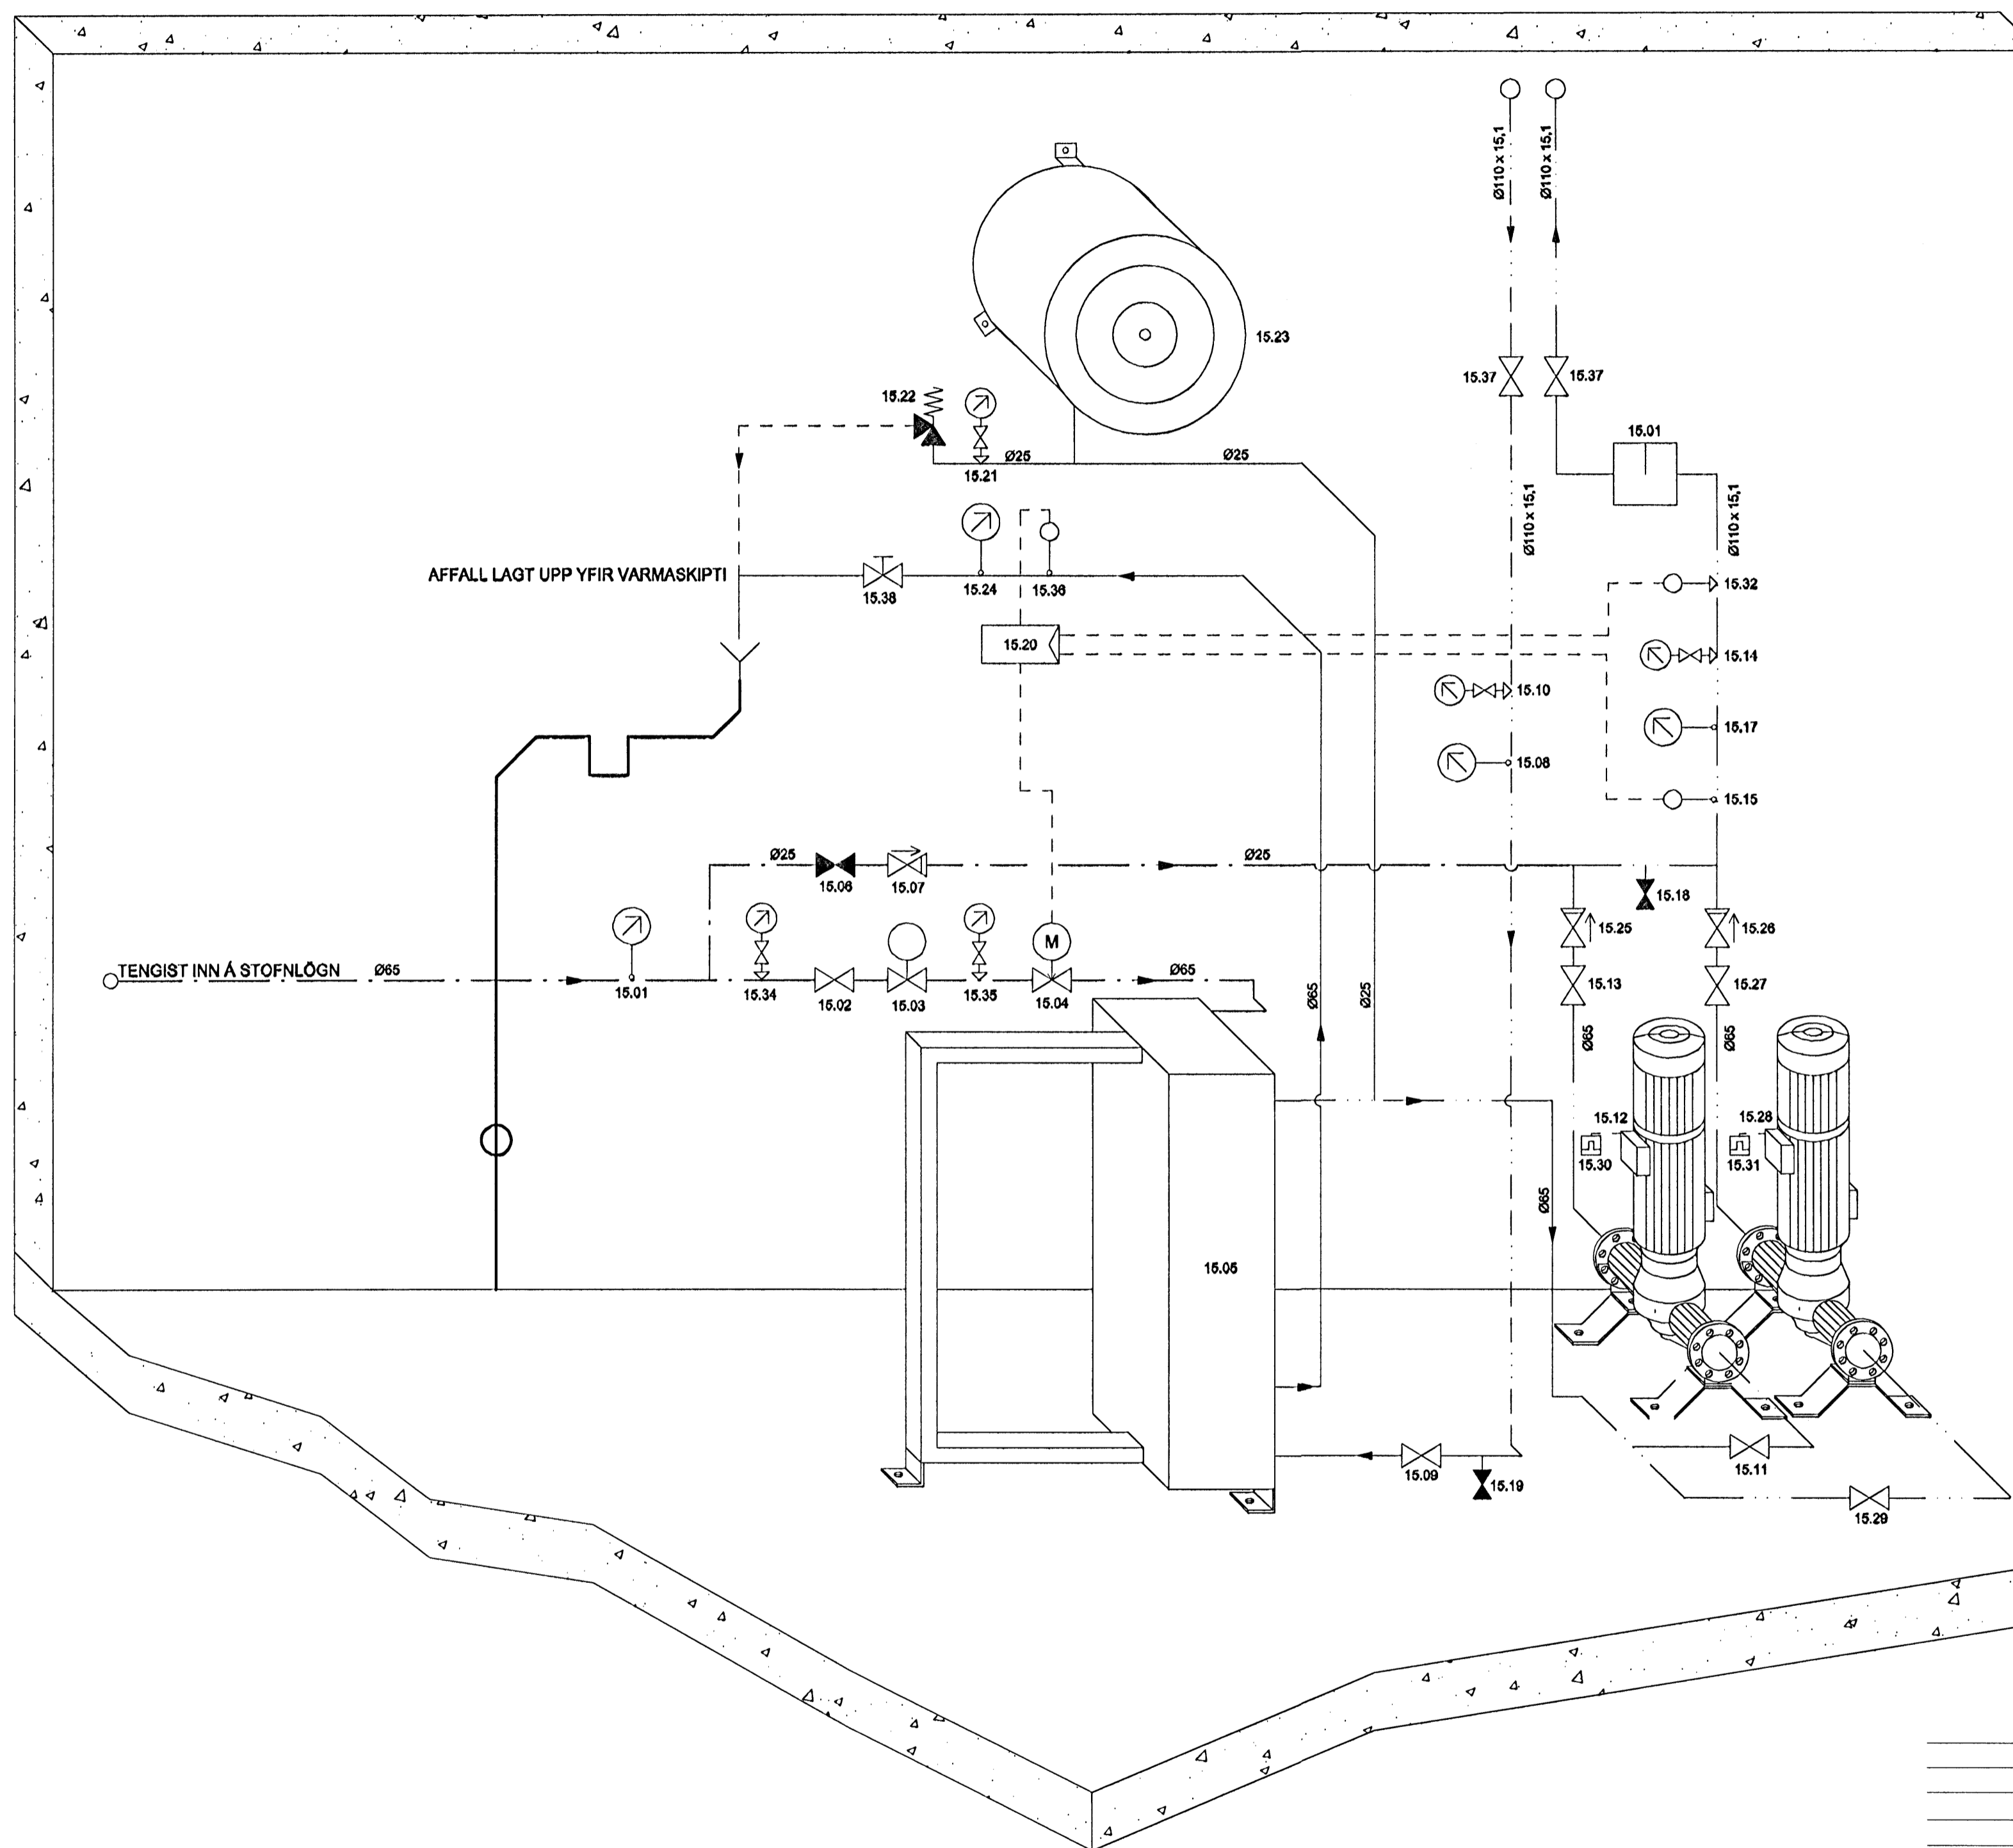 Ø110 x 15,1
Ø110 x 15,1
15.23
15.37
15.37
15.22
15.01
Ø25
Ø25
15.21
Ø110 x 15,1
Ø110 x 15,1
AFFALL LAGT UPP YFIR VARMASKIPTI
15.38
15.24
15.36
15.32
15.20
15.14
15.10
15.17
15.08
15.15
Ø25
Ø25
15.06
15.07
15.18
15.25
15.26
M
TENGIST INN Á STOFNLÖGN
Ø65
Ø65
15.01
15.34
15.02
15.03
15.35
15.04
15.13
15.27
Ø65
Ø25
Ø65
Ø65
15.12
15.28
15.30
15.31
Ø65
15.05
15.09
15.19
15.11
15.29